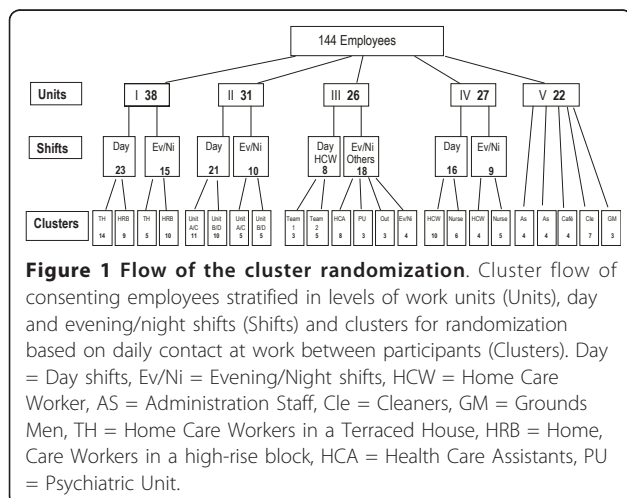 144 Employees
Units
I 38
II 31
III 26
IV 27
V 22
Shifts
Day 23
Ev/Ni 15
Day 21
Ev/Ni 10
Day HCW 8
Ev/Ni Others 18
Day 16
Ev/Ni 9
Clusters
TH 14
HRB 9
TH 5
HRB 10
Unit A/C 11
Unit B/D 10
Unit A/C 5
Unit B/D 5
Team 1 3
Team 2 5
HCA 8
PU 3
Out 3
Ev/Ni 4
HCW 10
Nurse 6
HCW 4
Nurse 5
As 4
As 4
Café 4
Cle 7
GM 3
Figure 1 Flow of the cluster randomization. Cluster flow of
consenting employees stratified in levels of work units (Units), day
and evening/night shifts (Shifts) and clusters for randomization
based on daily contact at work between participants (Clusters). Day
= Day shifts, Ev/Ni = Evening/Night shifts, HCW = Home Care
Worker, AS = Administration Staff, Cle = Cleaners, GM = Grounds
Men, TH = Home Care Workers in a Terraced House, HRB = Home,
Care Workers in a high-rise block, HCA = Health Care Assistants, PU
= Psychiatric Unit.